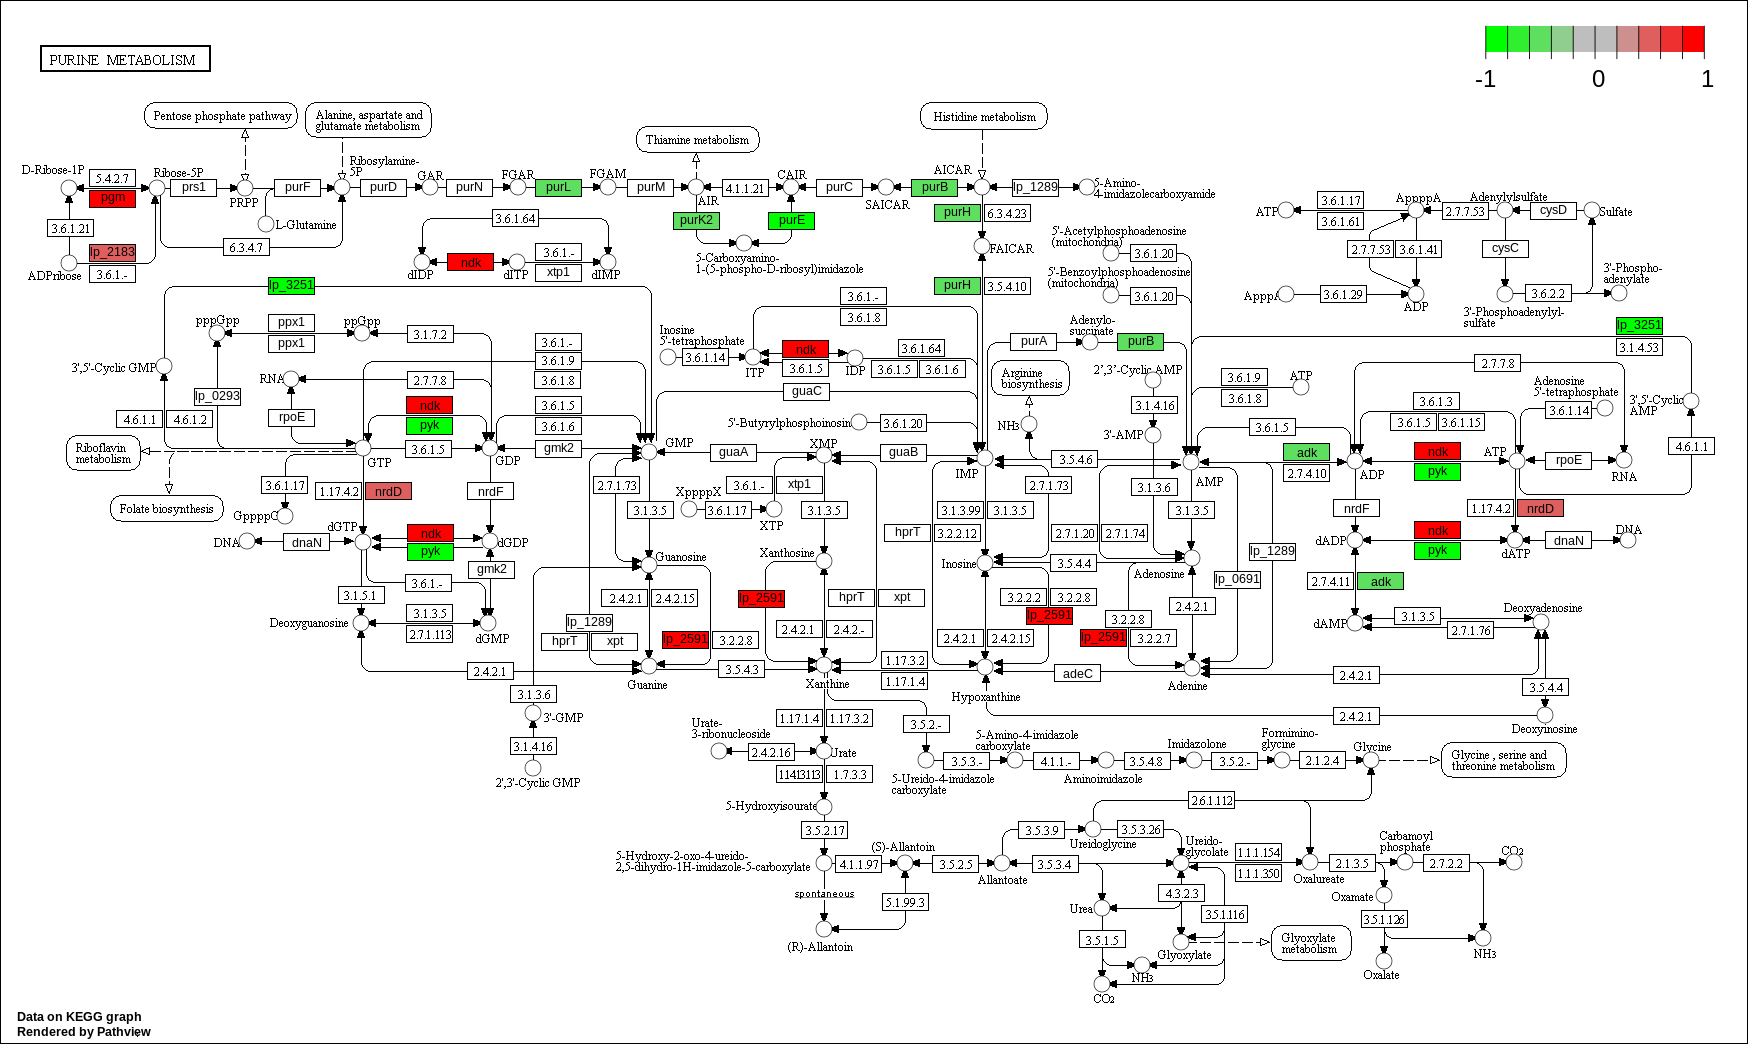 PURINE METABOLISM
-1 0 1
Pentose phosphate pathway
Alanine, aspartate and
glutamate metabolism
Thiamine metabolism
Histidine metabolism
D-Ribose-1P
5.4.2.7
pgm
Ribose-5P
prs1
PRPP
purF
Ribosylamine-
5P
purD
GAR
purN
FGAR
purL
FGAM
purM
AIR
4.1.1.21
CAIR
purC
SAICAR
purB
AICAR
lp_1289
5-Amino-
4-imidazolecarboxyamide
L-Glutamine
3.6.1.21
lp_2183
3.6.1.-
ADPribose
6.3.4.7
3.6.1.64
dIDP
ndk
dITP
3.6.1.-
xtp1
dIMP
purK2
purE
5-Carboxyamino-
1-(5-phospho-D-ribosyl)imidazole
purH
6.3.4.23
FAICAR
purH
3.5.4.10
5'-Acetylphosphoadenosine
(mitochondria)
3.6.1.20
5'-Benzoylphosphoadenosine
(mitochondria)
3.6.1.20
ATP
3.6.1.17
3.6.1.61
AppppA
2.7.7.53
Adenylylsulfate
cysD
Sulfate
2.7.7.53
3.6.1.41
cysC
ApppA
3.6.1.29
ADP
3.6.2.2
3'-Phospho-
adenylate
3'-Phosphoadenylyl-
sulfate
lp_3251
pppGpp
ppx1
ppx1
ppGpp
3.1.7.2
3',5'-Cyclic GMP
RNA
2.7.7.8
lp_0293
rpoE
4.6.1.1
4.6.1.2
ndk
pyk
3.6.1.5
GTP
GDP
3.6.1.-
3.6.1.9
3.6.1.8
3.6.1.5
3.6.1.6
gmk2
Inosine
5'-tetraphosphate
3.6.1.14
ITP
3.6.1.-
3.6.1.8
ndk
3.6.1.5
IDP
3.6.1.64
3.6.1.5
3.6.1.6
guaC
5'-Butyrylphosphoinosine
3.6.1.20
purA
Adenylo-
succinate
purB
Arginine
biosynthesis
NH3
2',3'-Cyclic AMP
3.1.4.16
3'-AMP
3.6.1.9
3.6.1.8
ATP
lp_3251
3.1.4.53
2.7.7.8
Adenosine
5'-tetraphosphate
3.6.1.14
3',5'-Cyclic
AMP
3.6.1.3
3.6.1.5
3.6.1.15
3.6.1.5
Riboflavin
metabolism
Folate biosynthesis
3.6.1.17
GppppG
1.17.4.2
nrdD
nrdF
dGTP
GMP
guaA
XMP
guaB
IMP
3.5.4.6
AMP
adk
2.7.4.10
ADP
ndk
pyk
ATP
rpoE
RNA
4.6.1.1
2.7.1.73
3.1.3.5
XppppX
3.6.1.-
xtp1
3.6.1.17
XTP
3.1.3.5
2.7.1.73
3.1.3.6
3.1.3.99
3.1.3.5
3.1.3.5
nrdF
1.17.4.2
nrdD
DNA
dnaN
ndk
pyk
dGDP
gmk2
hprT
3.2.2.12
2.7.1.20
2.7.1.74
dADP
ndk
pyk
dATP
dnaN
DNA
Guanosine
Xanthosine
Inosine
3.5.4.4
Adenosine
lp_1289
lp_0691
2.7.4.11
adk
3.6.1.-
3.1.5.1
3.1.3.5
2.7.1.113
Deoxyguanosine
dGMP
2.4.2.1
2.4.2.15
lp_1289
hprT
xpt
lp_2591
3.2.2.8
lp_2591
hprT
xpt
2.4.2.1
2.4.2.-
3.2.2.2
3.2.2.8
lp_2591
2.4.2.1
2.4.2.15
2.4.2.1
3.2.2.8
lp_2591
3.2.2.7
dAMP
3.1.3.5
2.7.1.76
Deoxyadenosine
2.4.2.1
Guanine
3.5.4.3
Xanthine
1.17.3.2
1.17.1.4
Hypoxanthine
adeC
Adenine
2.4.2.1
3.5.4.4
2.4.2.1
Deoxyinosine
3.1.3.6
3'-GMP
3.1.4.16
2',3'-Cyclic GMP
1.17.1.4
1.17.3.2
Urate-
3-ribonucleoside
2.4.2.16
Urate
11413113
1.7.3.3
3.5.2.-
5-Ureido-4-imidazole
carboxylate
3.5.3.-
5-Amino-4-imidazole
carboxylate
4.1.1.-
Aminoimidazole
3.5.4.8
Imidazolone
3.5.2.-
Formimino-
glycine
2.1.2.4
Glycine
Glycine , serine and
threonine metabolism
5-Hydroxyisourate
3.5.2.17
5-Hydroxy-2-oxo-4-ureido-
2,5-dihydro-1H-imidazole-5-carboxylate
4.1.1.97
(S)-Allantoin
3.5.2.5
Allantoate
3.5.3.9
Ureidoglycine
3.5.3.26
3.5.3.4
2.6.1.112
Ureido-
glycolate
1.1.1.154
1.1.1.350
Oxalureate
2.1.3.5
Carbamoyl
phosphate
2.7.2.2
CO2
spontaneous
5.1.99.3
(R)-Allantoin
Urea
4.3.2.3
3.5.1.116
3.5.1.5
Glyoxylate
Glyoxylate
metabolism
NH3
CO2
Oxamate
3.5.1.126
Oxalate
NH3
Data on KEGG graph
Rendered by Pathview